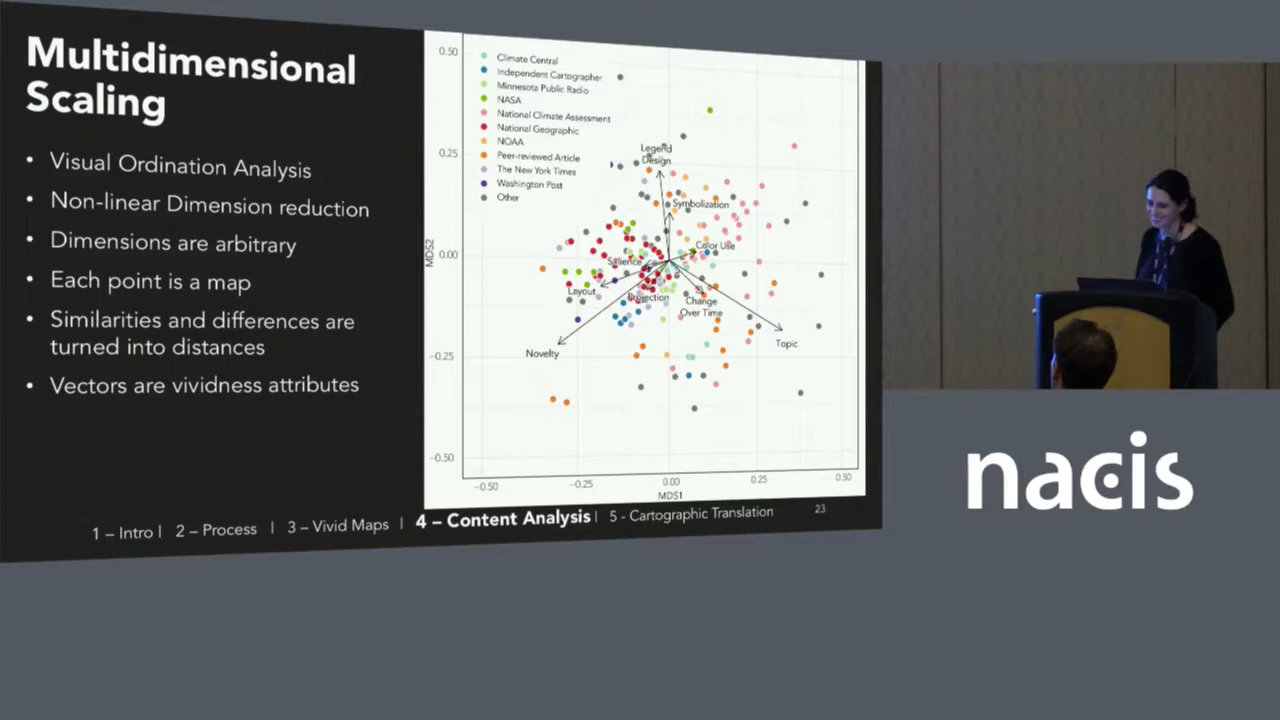 Multidimensional
Scaling
• Visual Ordination Analysis
• Non-linear Dimension reduction
• Dimensions are arbitrary
• Each point is a map
• Similarities and differences are
turned into distances
• Vectors are vividness attributes
0.50
0.25
0.00
−0.25
−0.50
MDS2
Climate Central
Independent Cartographer
Minnesota Public Radio
NASA
National Climate Assessment
National Geographic
NOAA
Peer-reviewed Article
The New York Times
Washington Post
Other
Legend
Design
Symbolization
Color Use
Salience
Layout
Projection
Change
Over Time
Topic
Novelty
−0.50
−0.25
0.00
0.25
0.50
MDS1
1 – Intro | 2 – Process | 3 – Vivid Maps | 4 – Content Analysis | 5 - Cartographic Translation 23
nacis